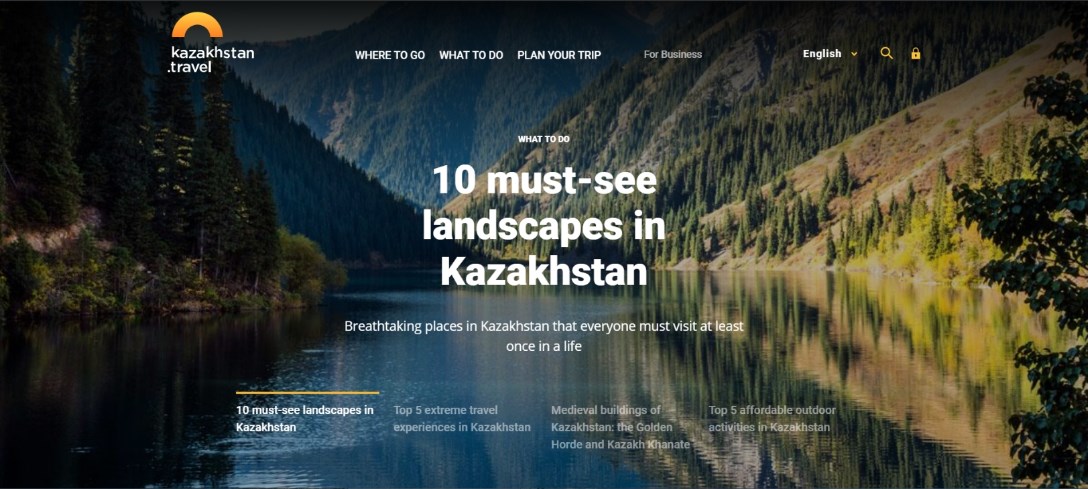 kazakhstan
.travel
WHERE TO GO WHAT TO DO PLAN YOUR TRIP For Business English
WHAT TO DO
10 must-see
landscapes in
Kazakhstan
Breathtaking places in Kazakhstan that everyone must visit at least
once in a life
10 must-see landscapes in
Kazakhstan
Top 5 extreme travel
experiences in Kazakhstan
Medieval buildings of
Kazakhstan: the Golden
Horde and Kazakh Khanate
Top 5 affordable outdoor
activities in Kazakhstan